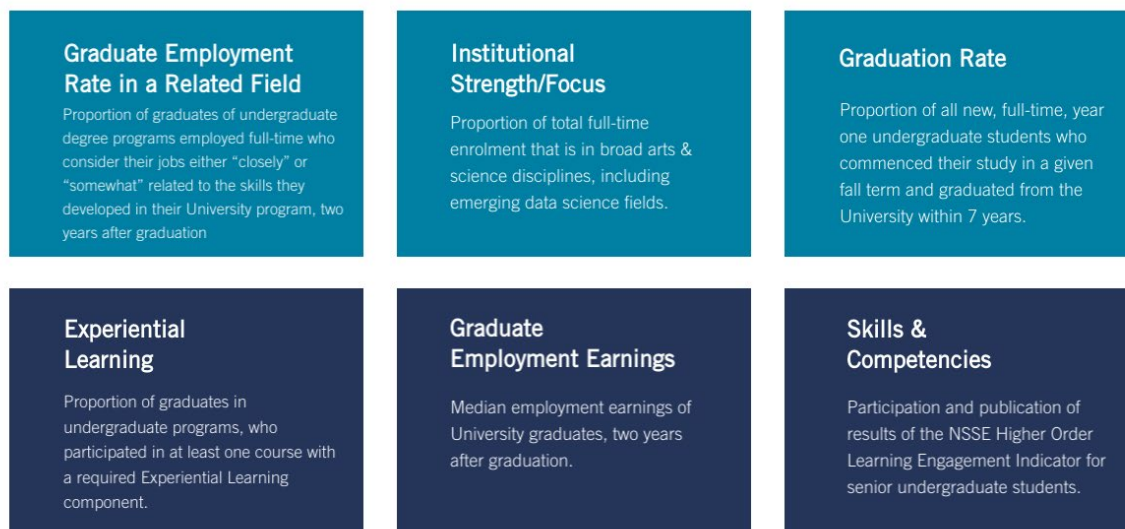 Graduate Employment
Rate in a Related Field
Proportion of graduates of undergraduate
degree programs employed full-time who
consider their jobs either “closely” or
“somewhat” related to the skills they
developed in their University program, two
years after graduation
Institutional
Strength/Focus
Proportion of total full-time
enrolment that is in broad arts &
science disciplines, including
emerging data science fields.
Graduation Rate
Proportion of all new, full-time, year
one undergraduate students who
commenced their study in a given
fall term and graduated from the
University within 7 years.
Experiential
Learning
Proportion of graduates in
undergraduate programs, who
participated in at least one course with
a required Experiential Learning
component.
Graduate
Employment Earnings
Median employment earnings of
University graduates, two years
after graduation.
Skills &
Competencies
Participation and publication of
results of the NSSE Higher Order
Learning Engagement Indicator for
senior undergraduate students.